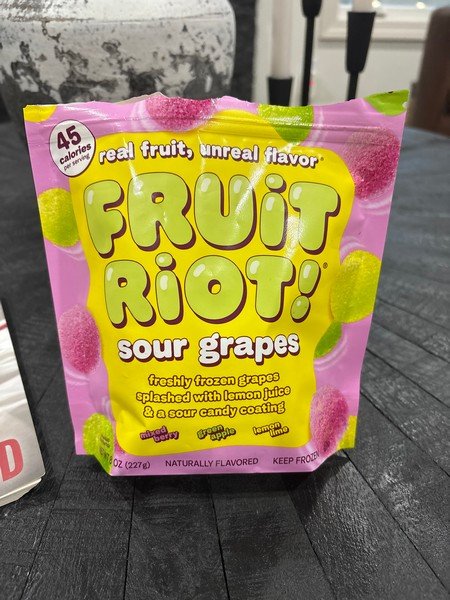 45
calories
per serving
real fruit, unreal flavor®
FRUiT
RiOT!®
sour grapes
freshly frozen grapes
splashed with lemon juice
& a sour candy coating
mixed berry
green apple
lemon lime
OZ (227g) NATURALLY FLAVORED KEEP FROZEN
D